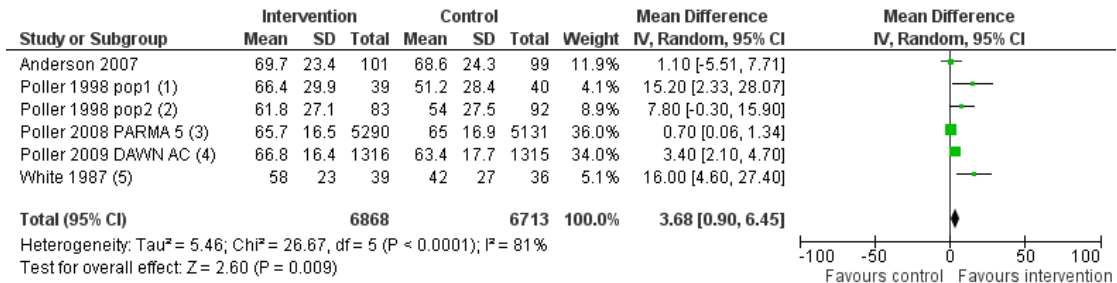 Intervention Control Mean Difference Mean Difference
Study or Subgroup Mean SD Total Mean SD Total Weight IV, Random, 95% CI IV, Random, 95% CI
Anderson 2007 69.7 23.4 101 68.6 24.3 99 11.9% 1.10 [-5.51, 7.71]
Poller 1998 pop1 (1) 66.4 29.9 39 51.2 28.4 40 4.1% 15.20 [2.33, 28.07]
Poller 1998 pop2 (2) 61.8 27.1 83 54 27.5 92 8.9% 7.80 [-0.30, 15.90]
Poller 2008 PARMA 5 (3) 65.7 16.5 5290 65 16.9 5131 36.0% 0.70 [0.06, 1.34]
Poller 2009 DAWN AC (4) 66.8 16.4 1316 63.4 17.7 1315 34.0% 3.40 [2.10, 4.70]
White 1987 (5) 58 23 39 42 27 36 5.1% 16.00 [4.60, 27.40]
Total (95% CI) 6868 6713 100.0% 3.68 [0.90, 6.45]
Heterogeneity: Tau² = 5.46; Chi² = 26.67, df = 5 (P < 0.0001); I² = 81%
Test for overall effect: Z = 2.60 (P = 0.009)
-100 -50 0 50 100
Favours control Favours intervention